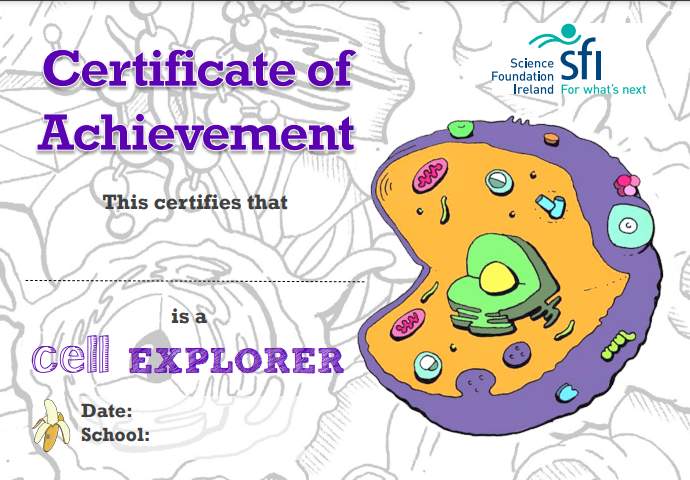 Certificate of
Achievement
This certifies that
is a
cell EXPLORER
Date:
School:
Science
Foundation
Ireland
sfi
For what's next